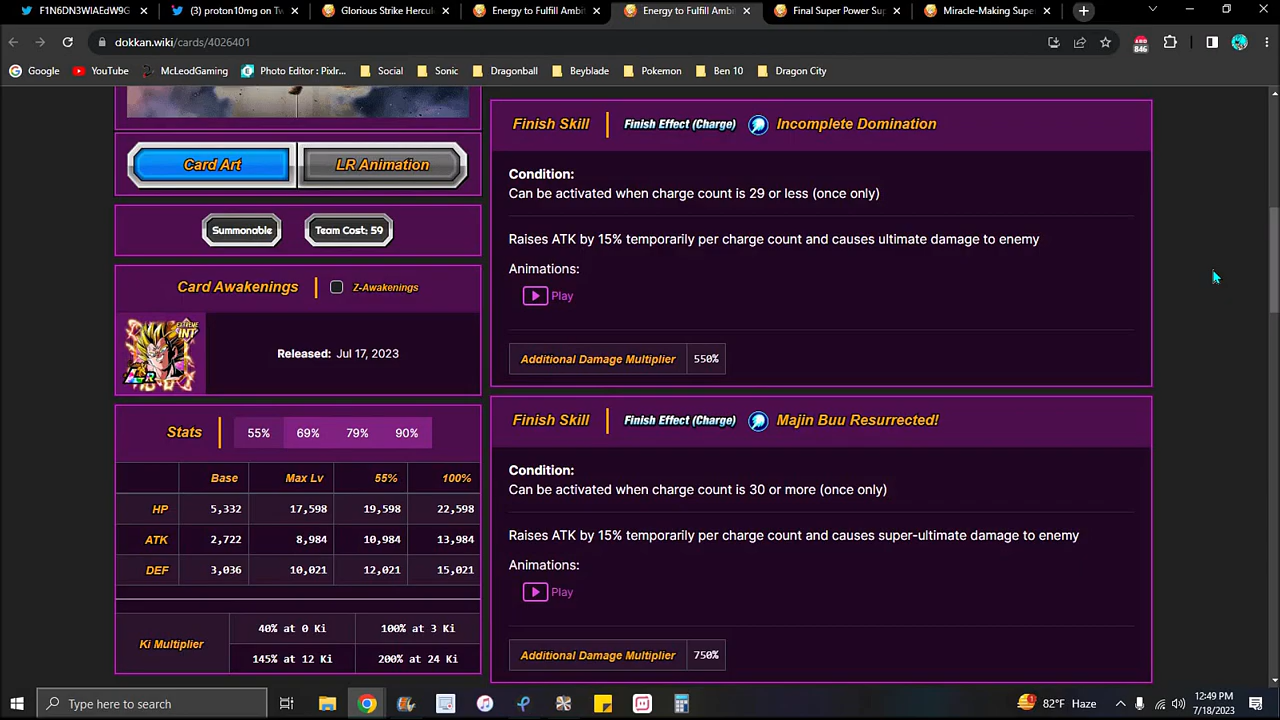 F1N6DN3WIAEdW9G
(3) proton10mg on Tw
Glorious Strike Hercul
Energy to Fulfill Ambit
Energy to Fulfill Ambi
Final Super Power Su
Miracle-Making Supe
dokkan.wiki/cards/4026401
846
Google
YouTube
McLeodGaming
Photo Editor : Pixlr...
Social
Sonic
Dragonball
Beyblade
Pokemon
Ben 10
Dragon City
Card Art
LR Animation
Summonable
Team Cost: 59
Card Awakenings
Z-Awakenings
EXTREME
INT
LR
Released: Jul 17, 2023
Stats
55% 69% 79% 90%
Base Max Lv 55% 100%
HP 5,332 17,598 19,598 22,598
ATK 2,722 8,984 10,984 13,984
DEF 3,036 10,021 12,021 15,021
Ki Multiplier
40% at 0 Ki 100% at 3 Ki
145% at 12 Ki 200% at 24 Ki
Finish Skill Finish Effect (Charge) Incomplete Domination
Condition:
Can be activated when charge count is 29 or less (once only)
Raises ATK by 15% temporarily per charge count and causes ultimate damage to enemy
Animations:
Play
Additional Damage Multiplier 550%
Finish Skill Finish Effect (Charge) Majin Buu Resurrected!
Condition:
Can be activated when charge count is 30 or more (once only)
Raises ATK by 15% temporarily per charge count and causes super-ultimate damage to enemy
Animations:
Play
Additional Damage Multiplier 750%
Type here to search
82°F Haze
12:49 PM
7/18/2023